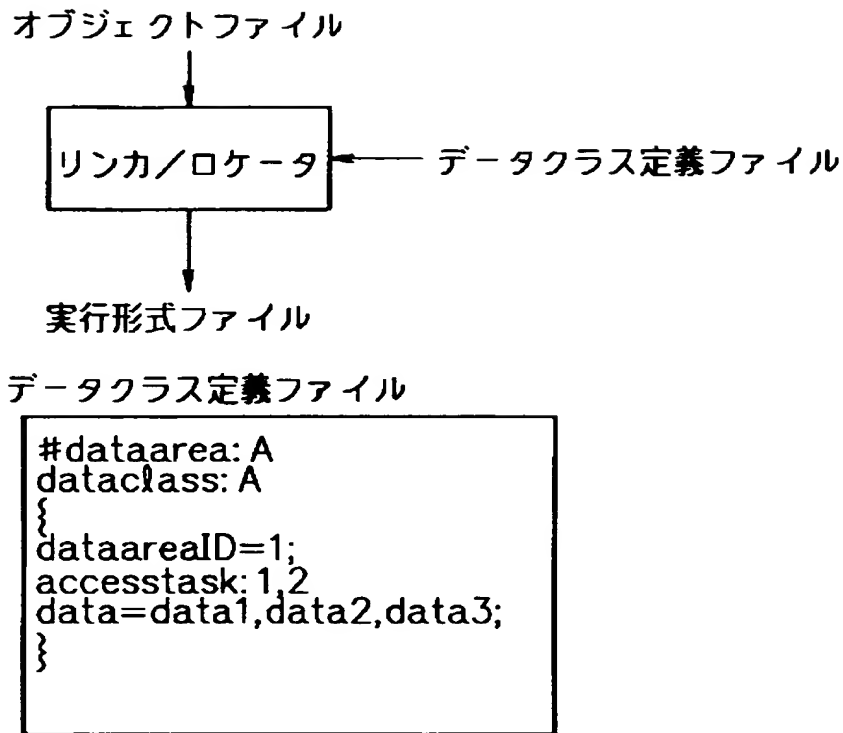 オブジェクトファイル
リンカ／ロケータ
データクラス定義ファイル
実行形式ファイル
データクラス定義ファイル
#dataarea: A
dataclass: A
{
dataareaID=1;
accesstask: 1,2
data=data1,data2,data3;
}